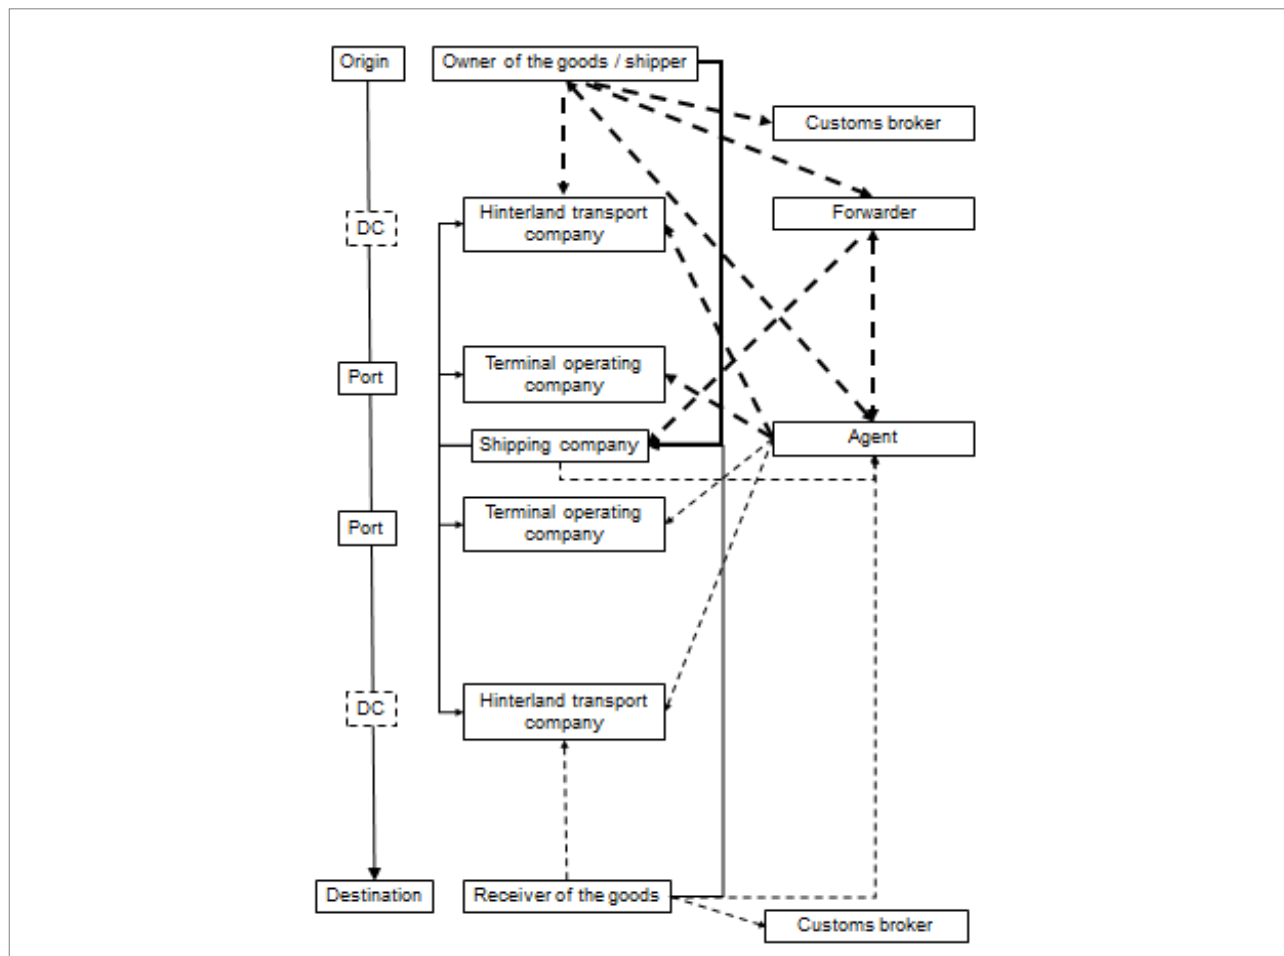 Origin
Owner of the goods / shipper
Customs broker
DC
Hinterland transport
company
Forwarder
Port
Terminal operating
company
Shipping company
Agent
Port
Terminal operating
company
DC
Hinterland transport
company
Destination
Receiver of the goods
Customs broker